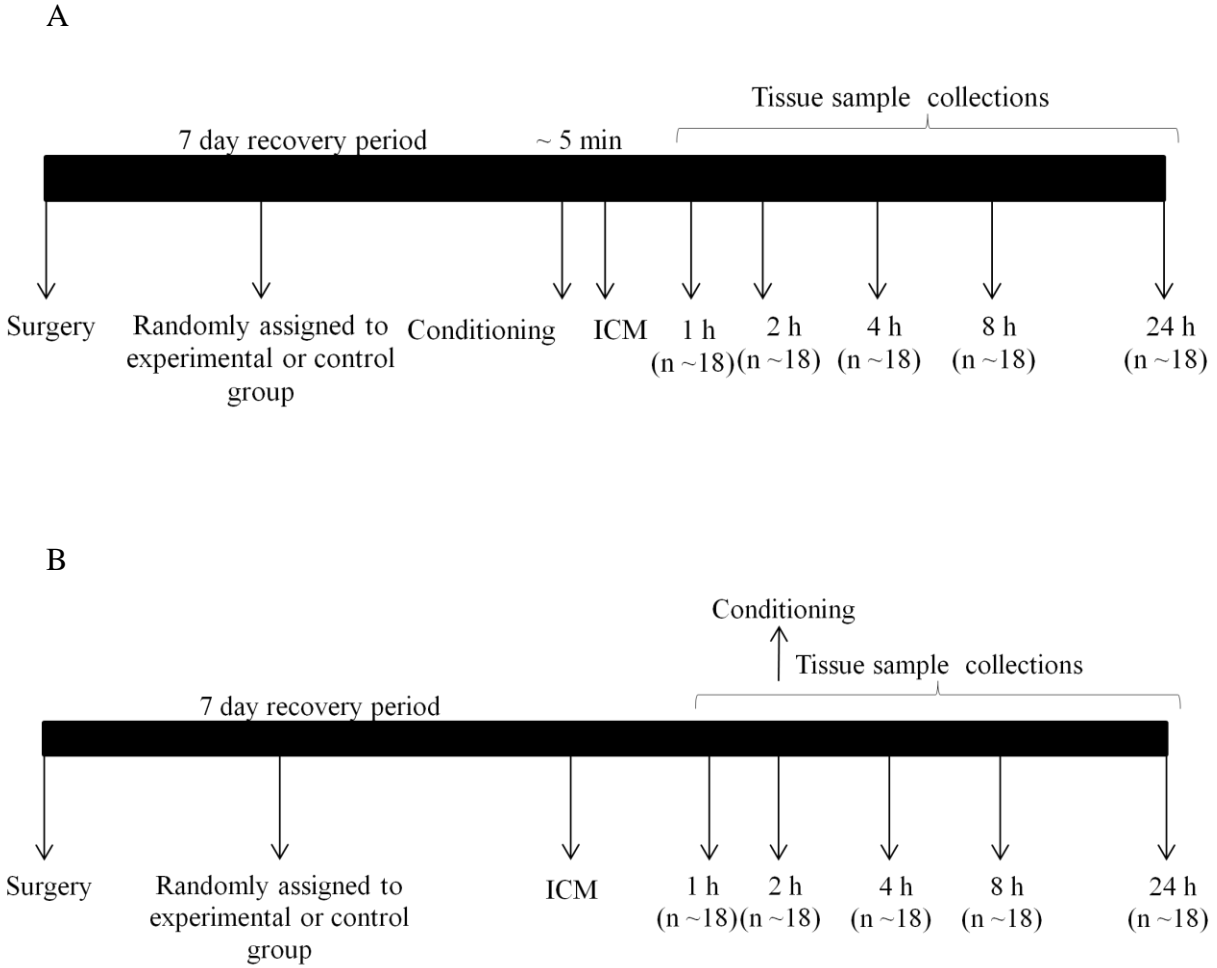 A
Tissue sample collections
7 day recovery period
~ 5 min
Surgery
Randomly assigned to
experimental or control
group
Conditioning
ICM
1 h
(n ~18)
2 h
(n ~18)
4 h
(n ~18)
8 h
(n ~18)
24 h
(n ~18)
B
Conditioning
Tissue sample collections
7 day recovery period
Surgery
Randomly assigned to
experimental or control
group
ICM
1 h
(n ~18)
2 h
(n ~18)
4 h
(n ~18)
8 h
(n ~18)
24 h
(n ~18)